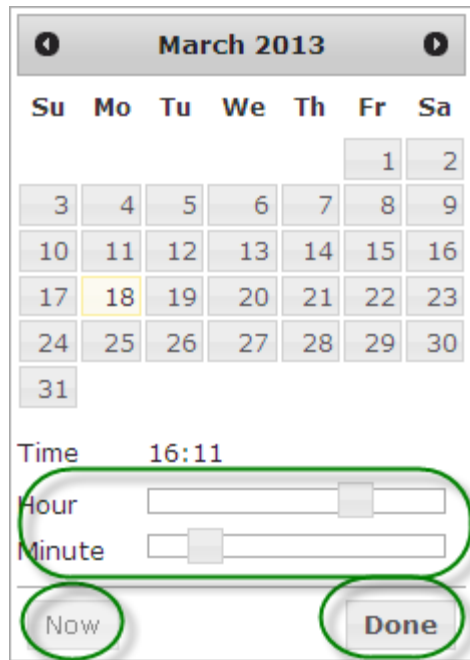 March 2013
Su Mo Tu We Th Fr Sa
1 2
3 4 5 6 7 8 9
10 11 12 13 14 15 16
17 18 19 20 21 22 23
24 25 26 27 28 29 30
31
Time 16:11
Hour
Minute
Now Done